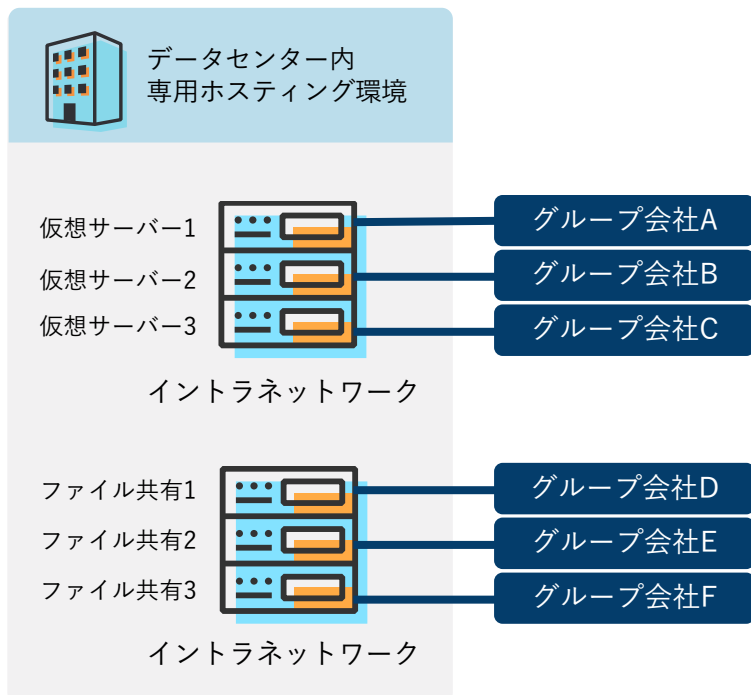 データセンター内
専用ホスティング環境
仮想サーバー1
グループ会社A
仮想サーバー2
グループ会社B
仮想サーバー3
グループ会社C
イントラネットワーク
ファイル共有1
グループ会社D
ファイル共有2
グループ会社E
ファイル共有3
グループ会社F
イントラネットワーク